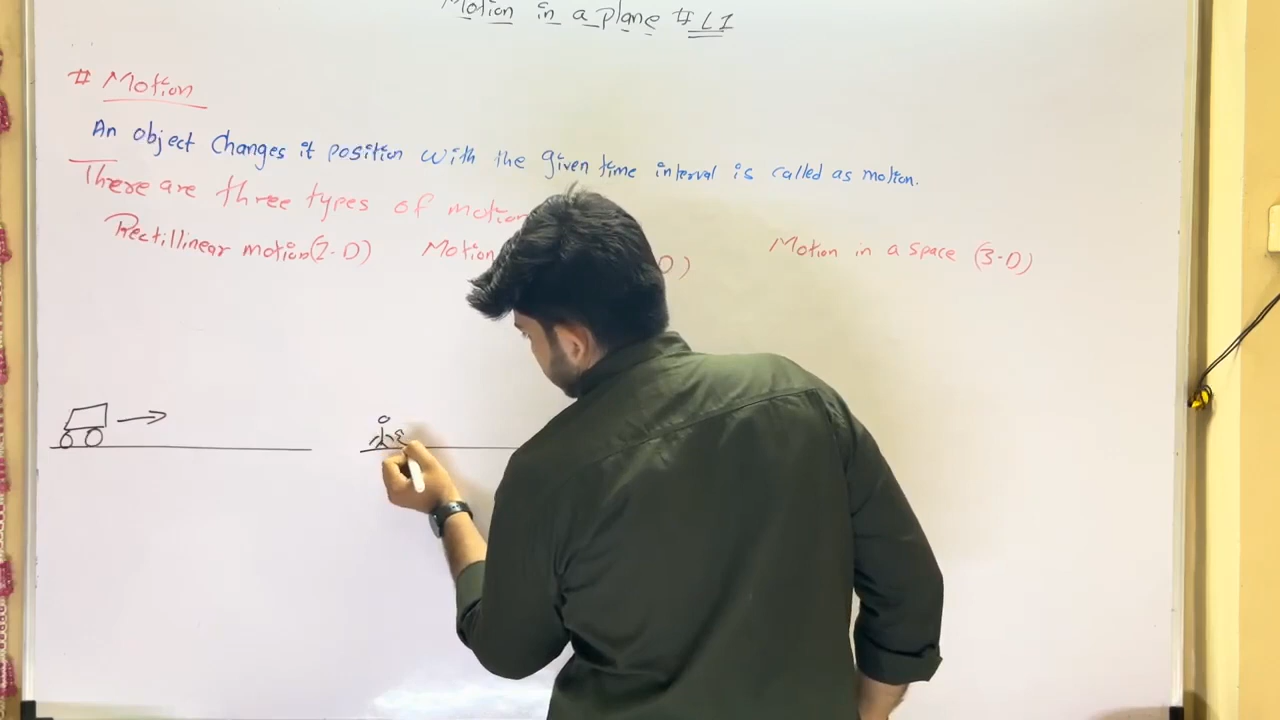 Motion in a plane # L1
# Motion
An object changes it position with the given time interval is called as motion.
There are three types of motion
Rectillinear motion(1-D) Motion D) Motion in a space (3-D)